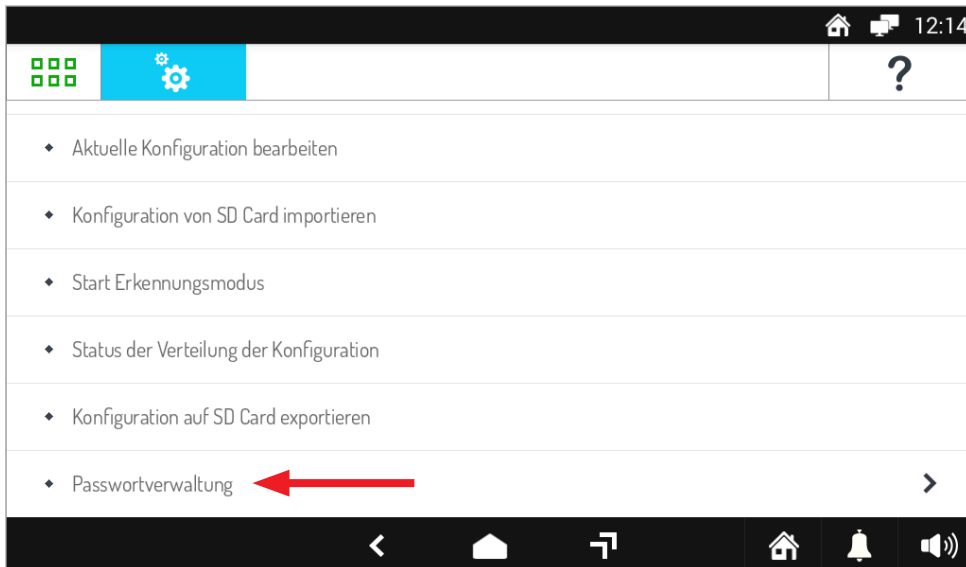 12:14
?
Aktuelle Konfiguration bearbeiten
Konfiguration von SD Card importieren
Start Erkennungsmodus
Status der Verteilung der Konfiguration
Konfiguration auf SD Card exportieren
Passwortverwaltung